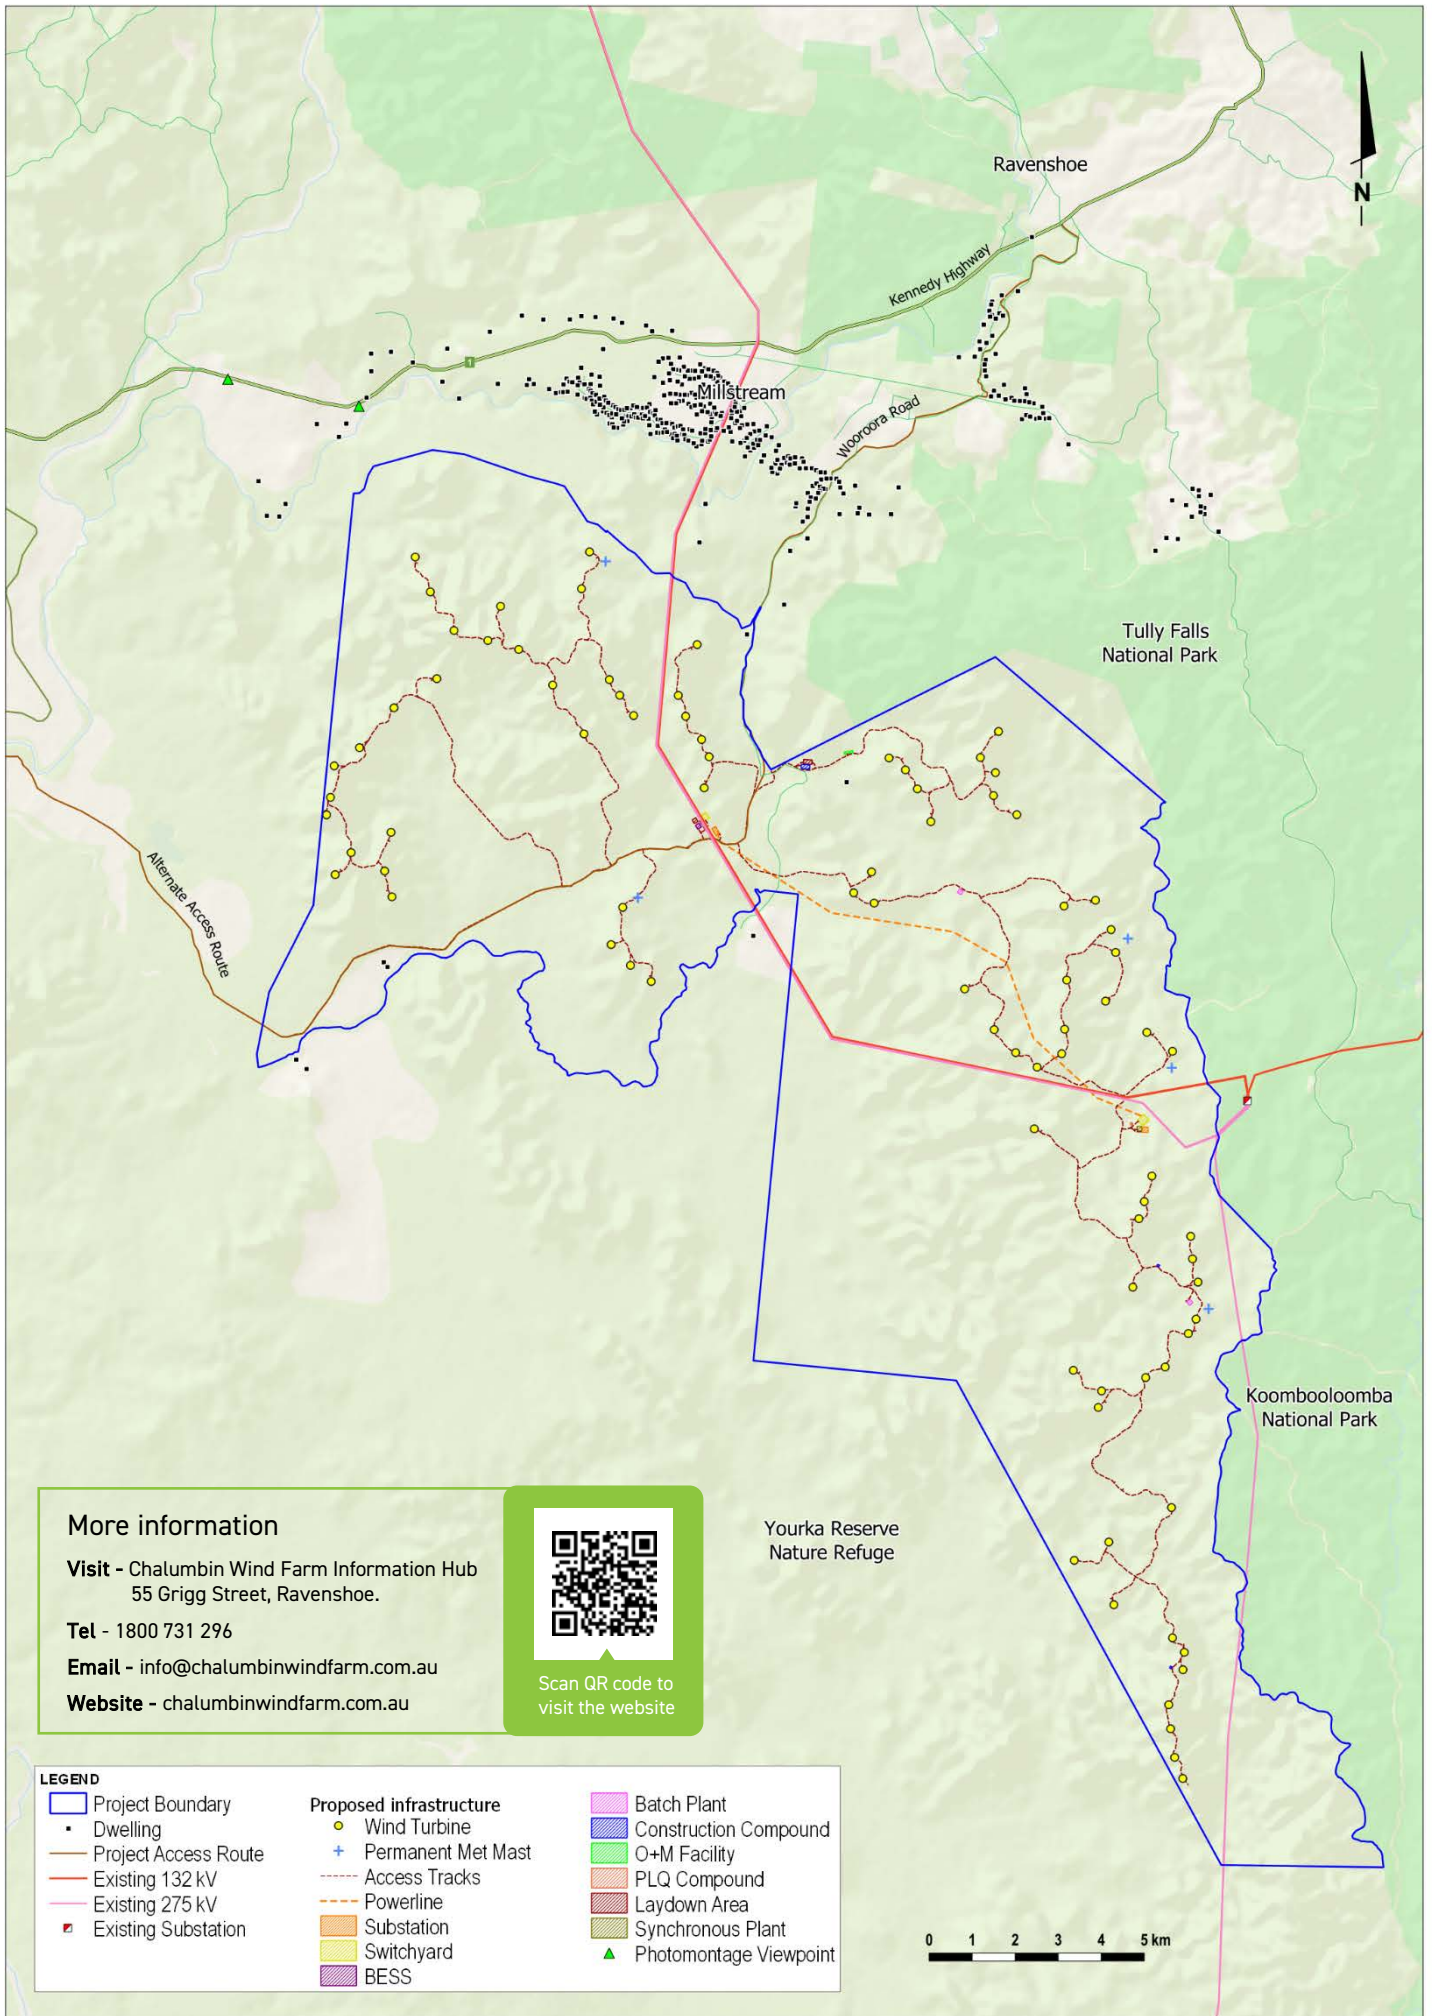 Ravenshoe
N
Kennedy Highway
1
Millstream
Wooroora Road
Tully Falls
National Park
Alternate Access Route
Koombooloomba
National Park
Yourka Reserve
Nature Refuge
More information
Visit - Chalumbin Wind Farm Information Hub
55 Grigg Street, Ravenshoe.
Tel - 1800 731 296
Email - info@chalumbinwindfarm.com.au
Website - chalumbinwindfarm.com.au
Scan QR code to
visit the website
LEGEND
Project Boundary
Dwelling
Project Access Route
Existing 132 kV
Existing 275 kV
Existing Substation
Proposed infrastructure
Wind Turbine
Permanent Met Mast
Access Tracks
Powerline
Substation
Switchyard
BESS
Batch Plant
Construction Compound
O+M Facility
PLQ Compound
Laydown Area
Synchronous Plant
Photomontage Viewpoint
0 1 2 3 4 5 km